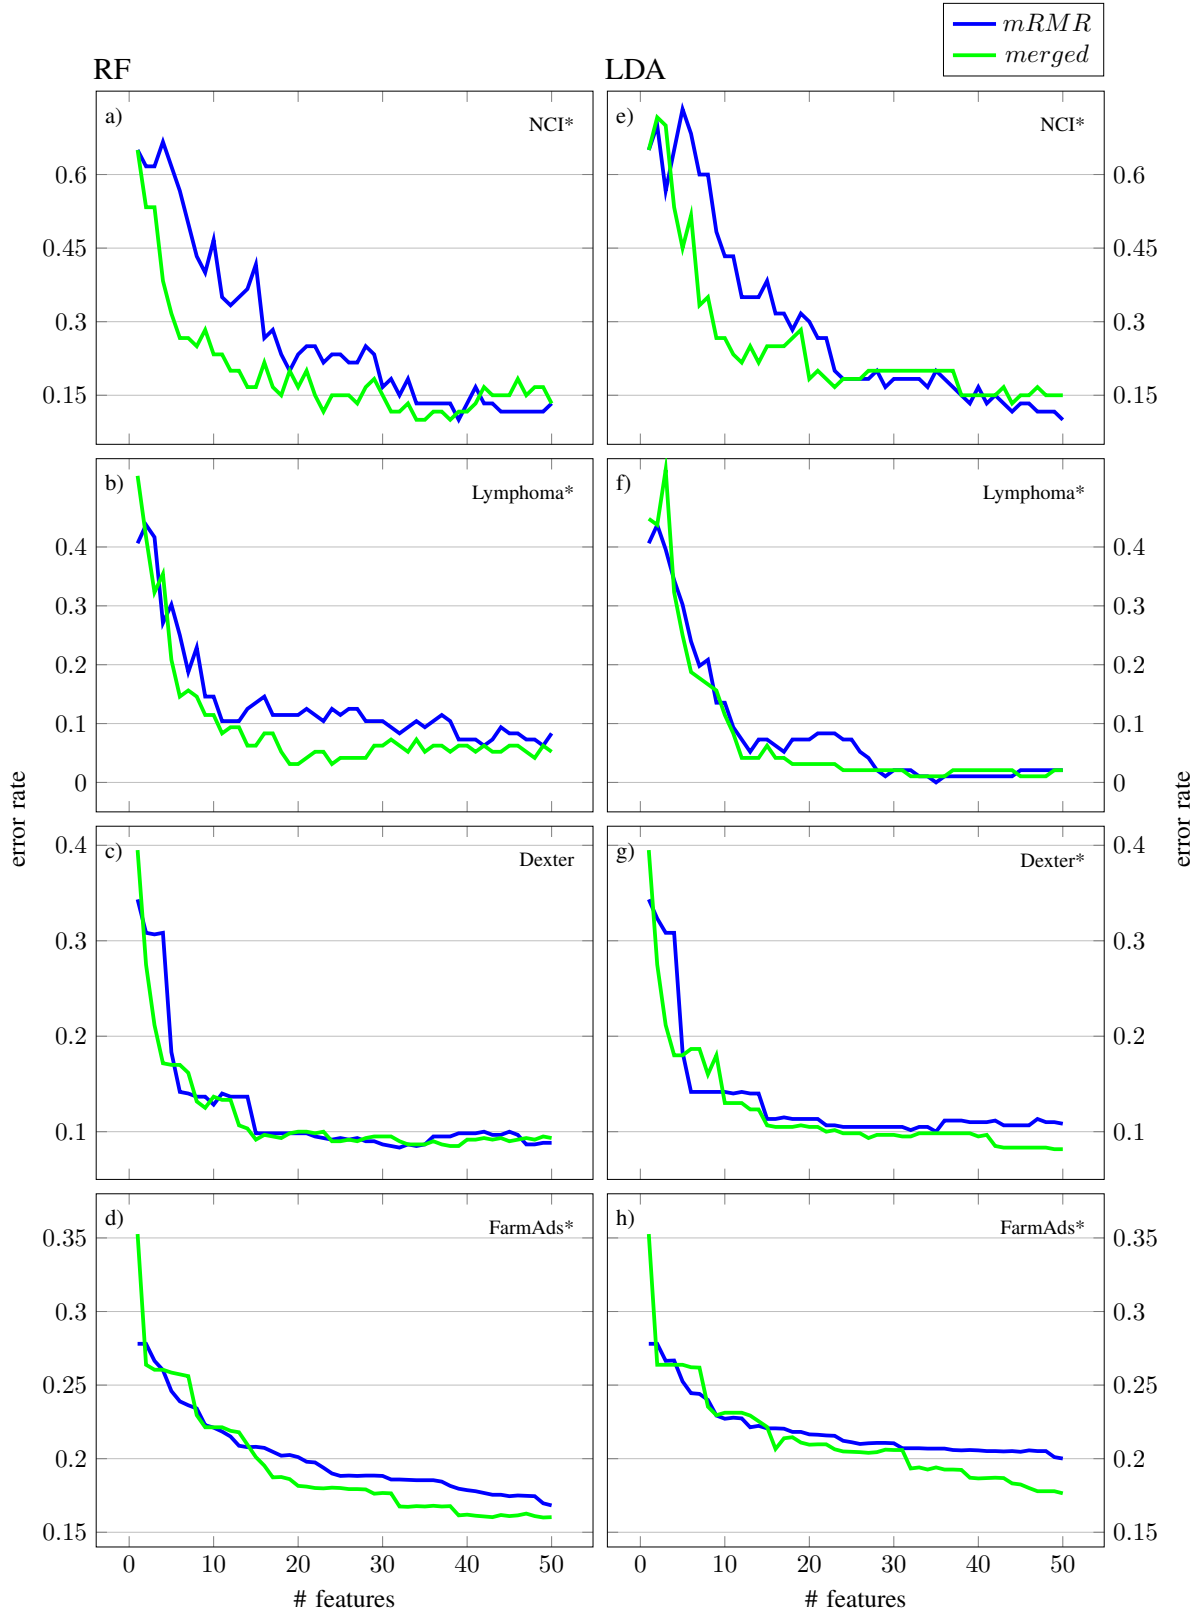 mRMR
merged
RF
LDA
a)
NCI*
0.6
0.45
0.3
0.15
e)
NCI*
0.6
0.45
0.3
0.15
b)
Lymphoma*
0.4
0.3
0.2
0.1
0
f)
Lymphoma*
0.4
0.3
0.2
0.1
0
error rate
error rate
c)
Dexter
0.4
0.3
0.2
0.1
g)
Dexter*
0.4
0.3
0.2
0.1
d)
FarmAds*
0.35
0.3
0.25
0.2
0.15
h)
FarmAds*
0.35
0.3
0.25
0.2
0.15
0 10 20 30 40 50
0 10 20 30 40 50
# features
# features